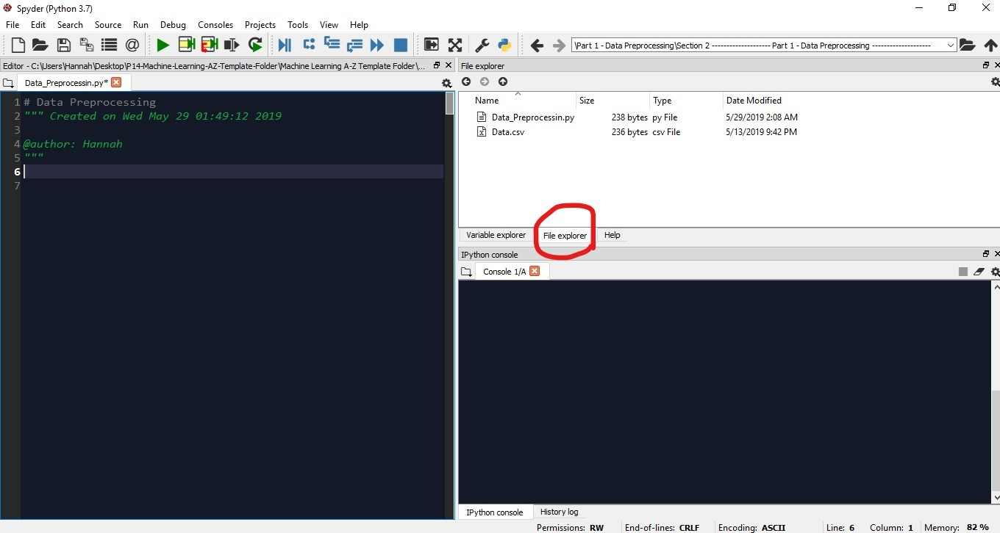 Spyder (Python 3.7)
File Edit Search Source Run Debug Consoles Projects Tools View Help
\Part 1 - Data Preprocessing\Section 2 --------------------- Part 1 - Data Preprocessing ---------------------
Editor - C:\Users\Hannah\Desktop\P14-Machine-Learning-AZ-Template-Folder\Machine Learning A-Z Template Folder\...
Data_Preprocessin.py*
1 # Data Preprocessing
2 """ Created on Wed May 29 01:49:12 2019
3
4 @author: Hannah
5 """
6
7
File explorer
Name Size Type Date Modified
Data_Preprocessin.py 238 bytes py File 5/29/2019 2:08 AM
Data.csv 236 bytes csv File 5/13/2019 9:42 PM
Variable explorer File explorer Help
IPython console
Console 1/A
IPython console History log
Permissions: RW End-of-lines: CRLF Encoding: ASCII Line: 6 Column: 1 Memory: 82 %